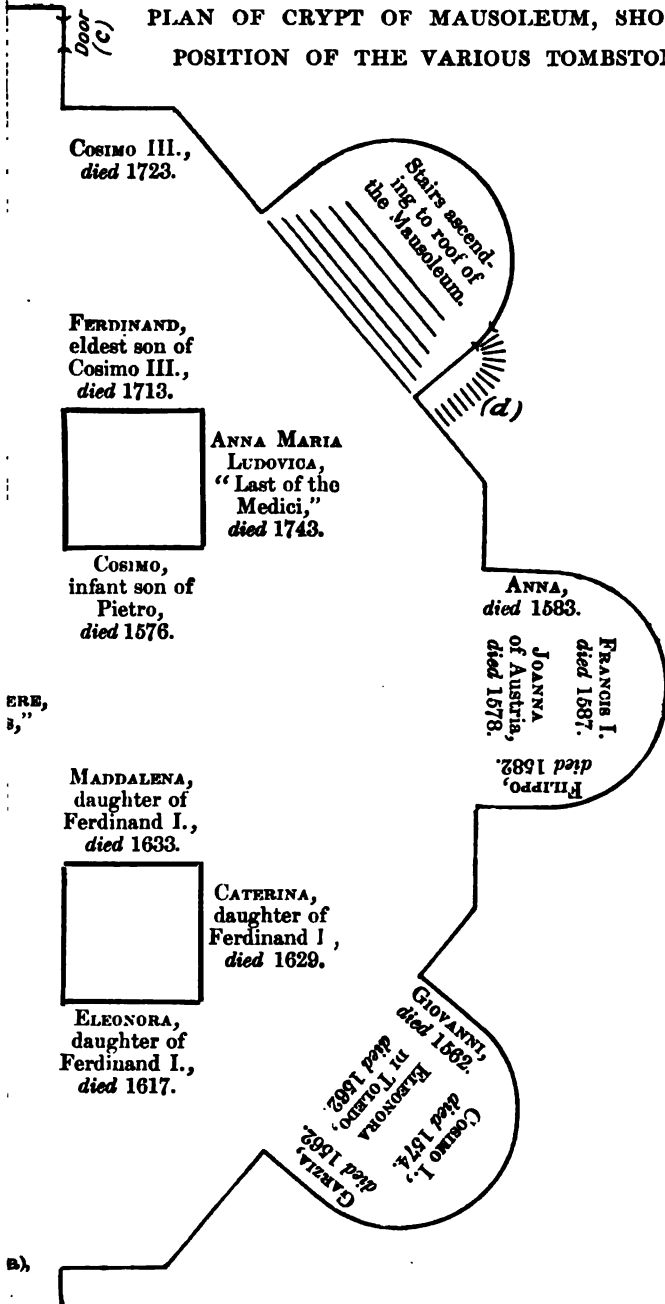 PLAN OF CRYPT OF MAUSOLEUM, SHO
POSITION OF THE VARIOUS TOMBSTO
Door
(c)
COSIMO III.,
died 1723.
Stairs ascend-
ing to roof of
the Mausoleum.
(d)
FERDINAND,
eldest son of
Cosimo III.,
died 1713.
ANNA MARIA
LUDOVICA,
"Last of the
Medici,"
died 1743.
COSIMO,
infant son of
Pietro,
died 1576.
ANNA,
died 1583.
FRANCIS I.
died 1587.
JOANNA
of Austria,
died 1578.
FILIPPO,
died 1582.
ERE,
s,"
MADDALENA,
daughter of
Ferdinand I.,
died 1633.
CATERINA,
daughter of
Ferdinand I ,
died 1629.
ELEONORA,
daughter of
Ferdinand I.,
died 1617.
GIOVANNI,
died 1562.
ELEONORA
DI TOLEDO,
died 1562.
COSIMO I.,
died 1574.
GARZIA,
died 1562.
a),